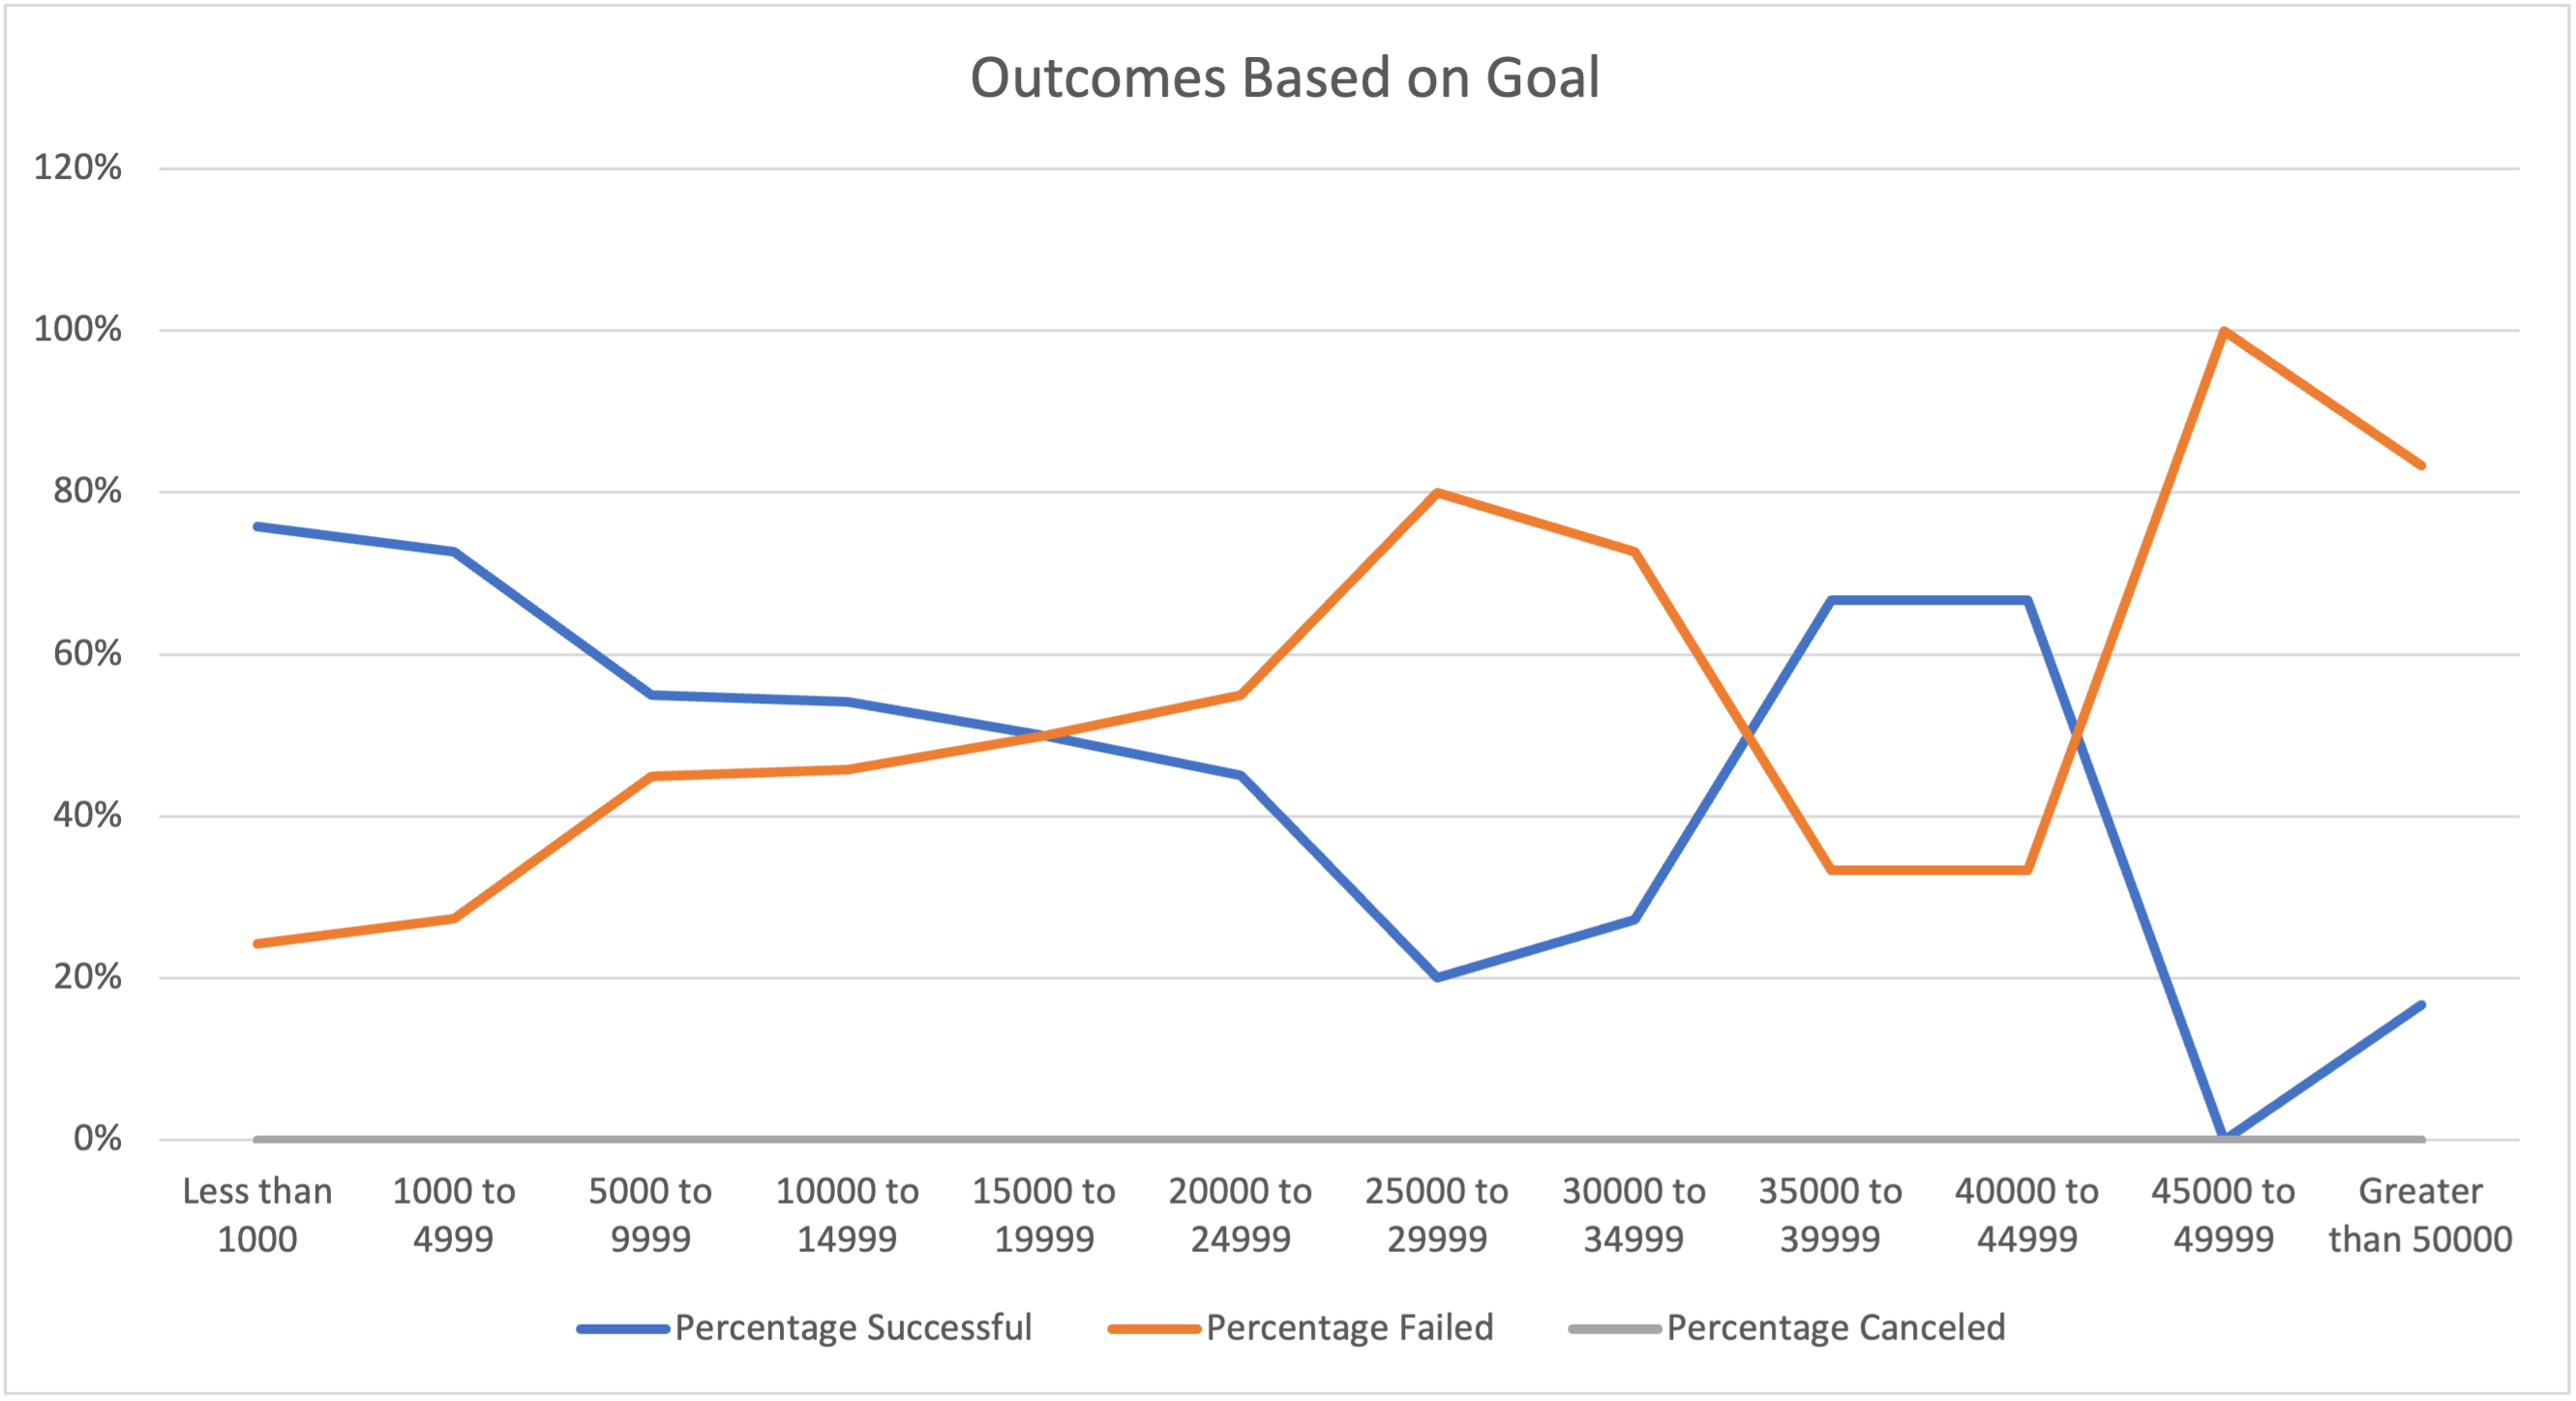 Outcomes Based on Goal
120%
100%
80%
60%
40%
20%
0%
Less than
1000
1000 to
4999
5000 to
9999
10000 to
14999
15000 to
19999
20000 to
24999
25000 to
29999
30000 to
34999
35000 to
39999
40000 to
44999
45000 to
49999
Greater
than 50000
Percentage Successful
Percentage Failed
Percentage Canceled